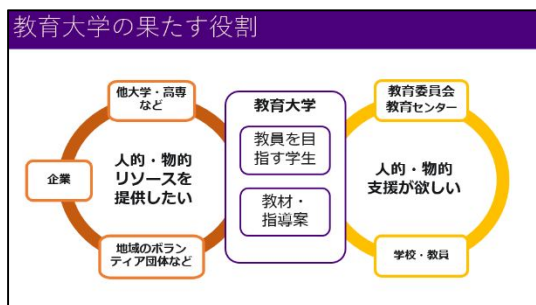 教育大学の果たす役割
他大学・高専
など
企業
人的・物的
リソースを
提供したい
地域のボラン
ティア団体など
教育大学
教員を目
指す学生
教材・
指導案
教育委員会
教育センター
人的・物的
支援が欲しい
学校・教員